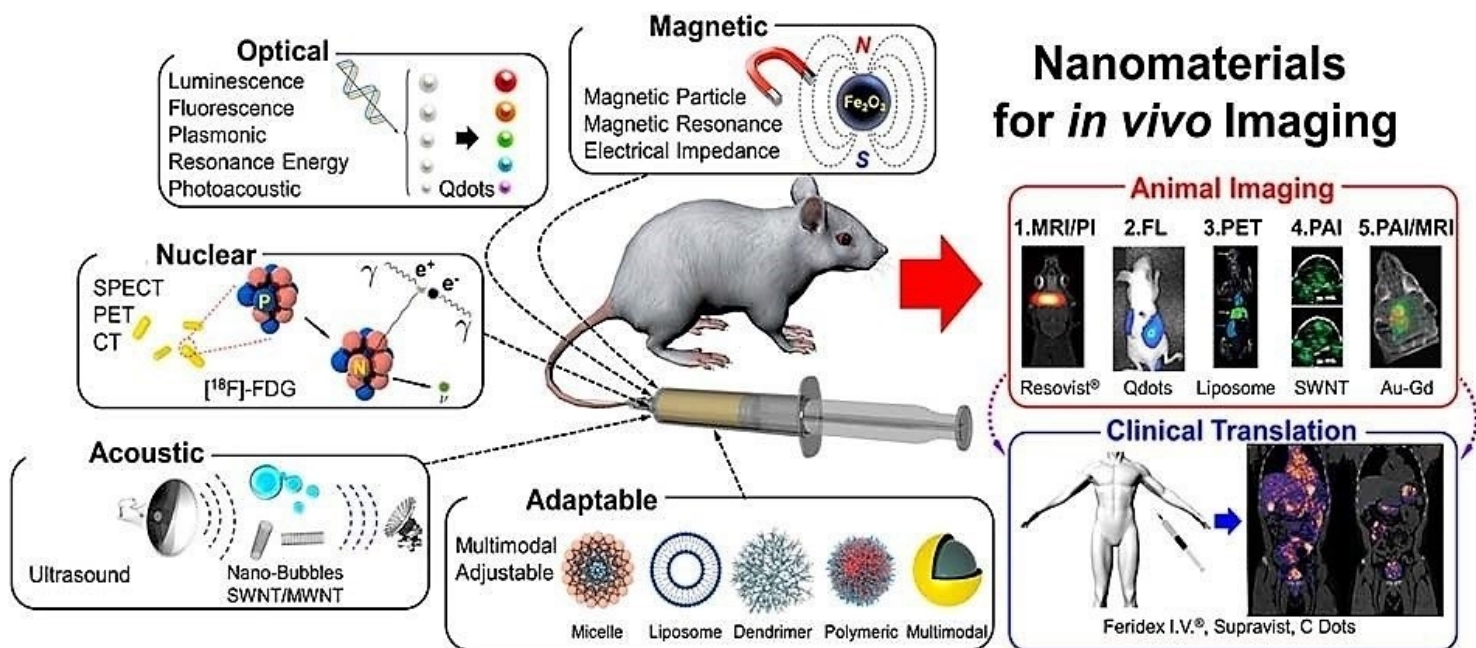 Nanomaterials
for in vivo Imaging
Optical
Luminescence
Fluorescence
Plasmonic
Resonance Energy
Photoacoustic
Qdots
Magnetic
Magnetic Particle
Magnetic Resonance
Electrical Impedance
N
Fe₂O₃
S
Nuclear
SPECT
PET
CT
P
N
e⁺
e⁻
γ
γ
ν
[¹⁸F]-FDG
Acoustic
Ultrasound
Nano-Bubbles
SWNT/MWNT
Adaptable
Multimodal
Adjustable
Micelle
Liposome
Dendrimer
Polymeric
Multimodal
Animal Imaging
1.MRI/PI
2.FL
3.PET
4.PAI
5.PAI/MRI
Resovist®
Qdots
Liposome
SWNT
Au-Gd
Clinical Translation
Feridex I.V.®, Supravist, C Dots